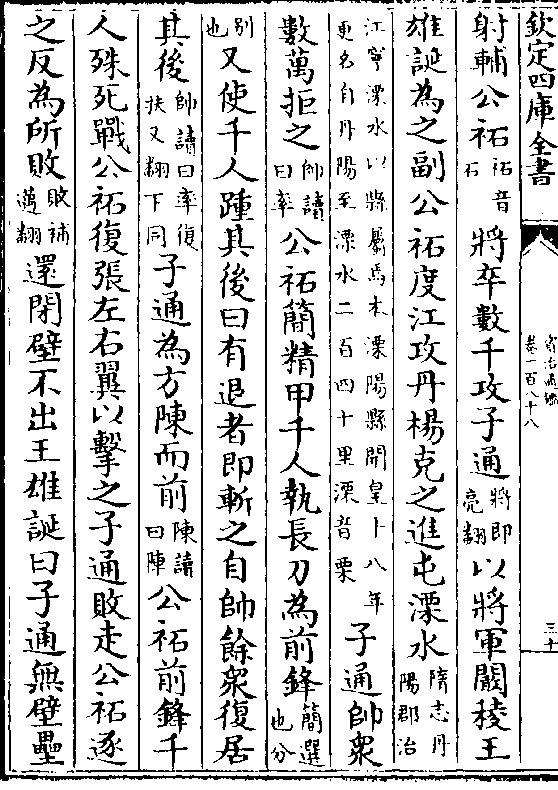 欽定四庫全書
資治通鑑
卷一百八十八
三十
射輔公祏祏音石將卒數千攻子通將即亮翻以將軍闞稜王
雄誕為之副公祏度江攻丹楊克之進屯溧水隋志丹陽郡治
江寧溧水以縣屬焉本溧陽縣開皇十八年更名自丹陽至溧水二百四十里溧音栗子通帥衆
數萬拒之帥讀曰率公祏簡精甲千人執長刀為前鋒簡選也分
别也又使千人踵其後曰有退者即斬之自帥餘衆復居
其後帥讀曰率復扶又翻下同子通為方陳而前陳讀曰陣公祏前鋒千
人殊死戰公祏復張左右翼以擊之子通敗走公祏逐
之反為所敗敗補邁翻還閉壁不出王雄誕曰子通無壁壘